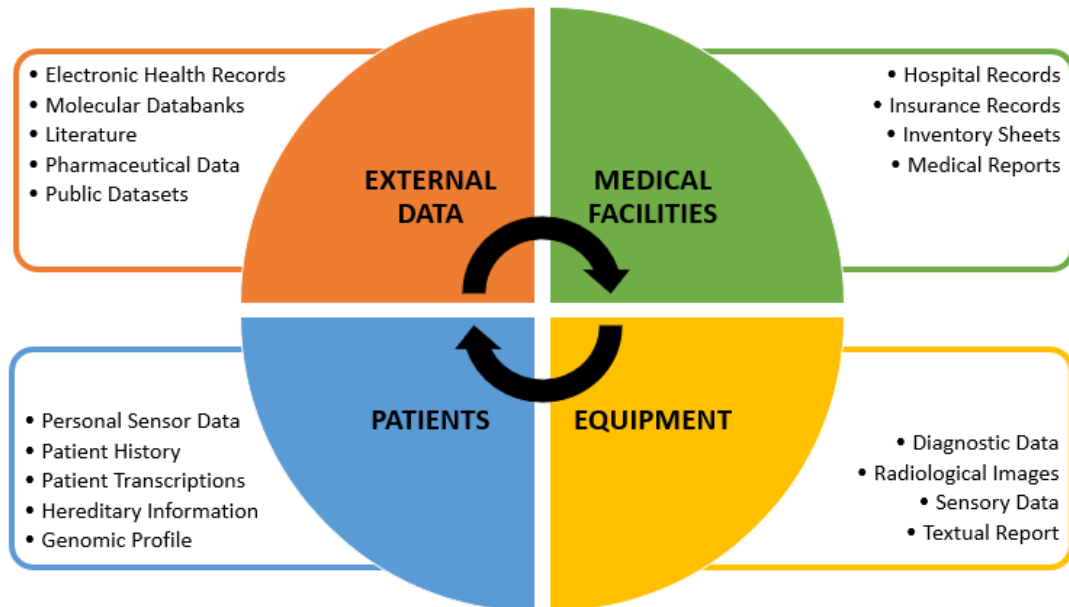 • Electronic Health Records
• Molecular Databanks
• Literature
• Pharmaceutical Data
• Public Datasets
EXTERNAL
DATA
MEDICAL
FACILITIES
• Hospital Records
• Insurance Records
• Inventory Sheets
• Medical Reports
• Personal Sensor Data
• Patient History
• Patient Transcriptions
• Hereditary Information
• Genomic Profile
PATIENTS
EQUIPMENT
• Diagnostic Data
• Radiological Images
• Sensory Data
• Textual Report